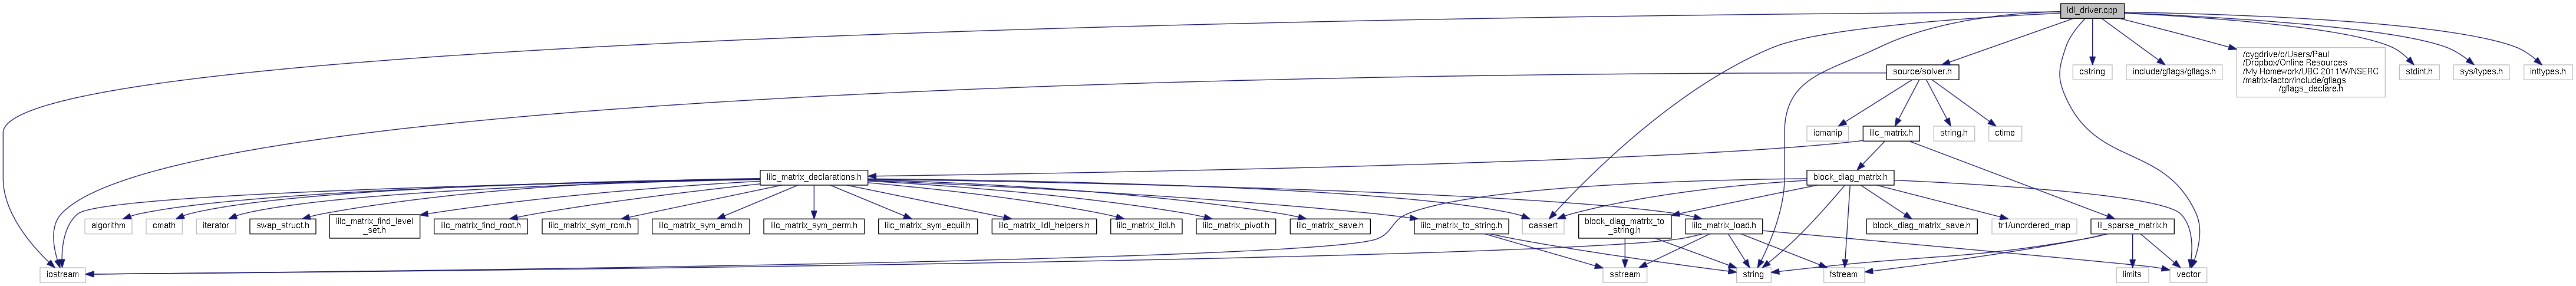 ldl_driver.cpp
source/solver.h
cstring
include/gflags/gflags.h
/cygdrive/c/Users/Paul
/Dropbox/Online Resources
/My Homework/UBC 2011W/NSERC
/matrix-factor/include/gflags
/gflags_declare.h
stdint.h
sys/types.h
inttypes.h
iomanip
lilc_matrix.h
string.h
ctime
lilc_matrix_declarations.h
block_diag_matrix.h
algorithm
cmath
iterator
swap_struct.h
lilc_matrix_find_level
_set.h
lilc_matrix_find_root.h
lilc_matrix_sym_rcm.h
lilc_matrix_sym_amd.h
lilc_matrix_sym_perm.h
lilc_matrix_sym_equil.h
lilc_matrix_ildl_helpers.h
lilc_matrix_ildl.h
lilc_matrix_pivot.h
lilc_matrix_save.h
lilc_matrix_to_string.h
cassert
block_diag_matrix_to
_string.h
lilc_matrix_load.h
block_diag_matrix_save.h
tr1/unordered_map
lil_sparse_matrix.h
iostream
sstream
string
fstream
limits
vector